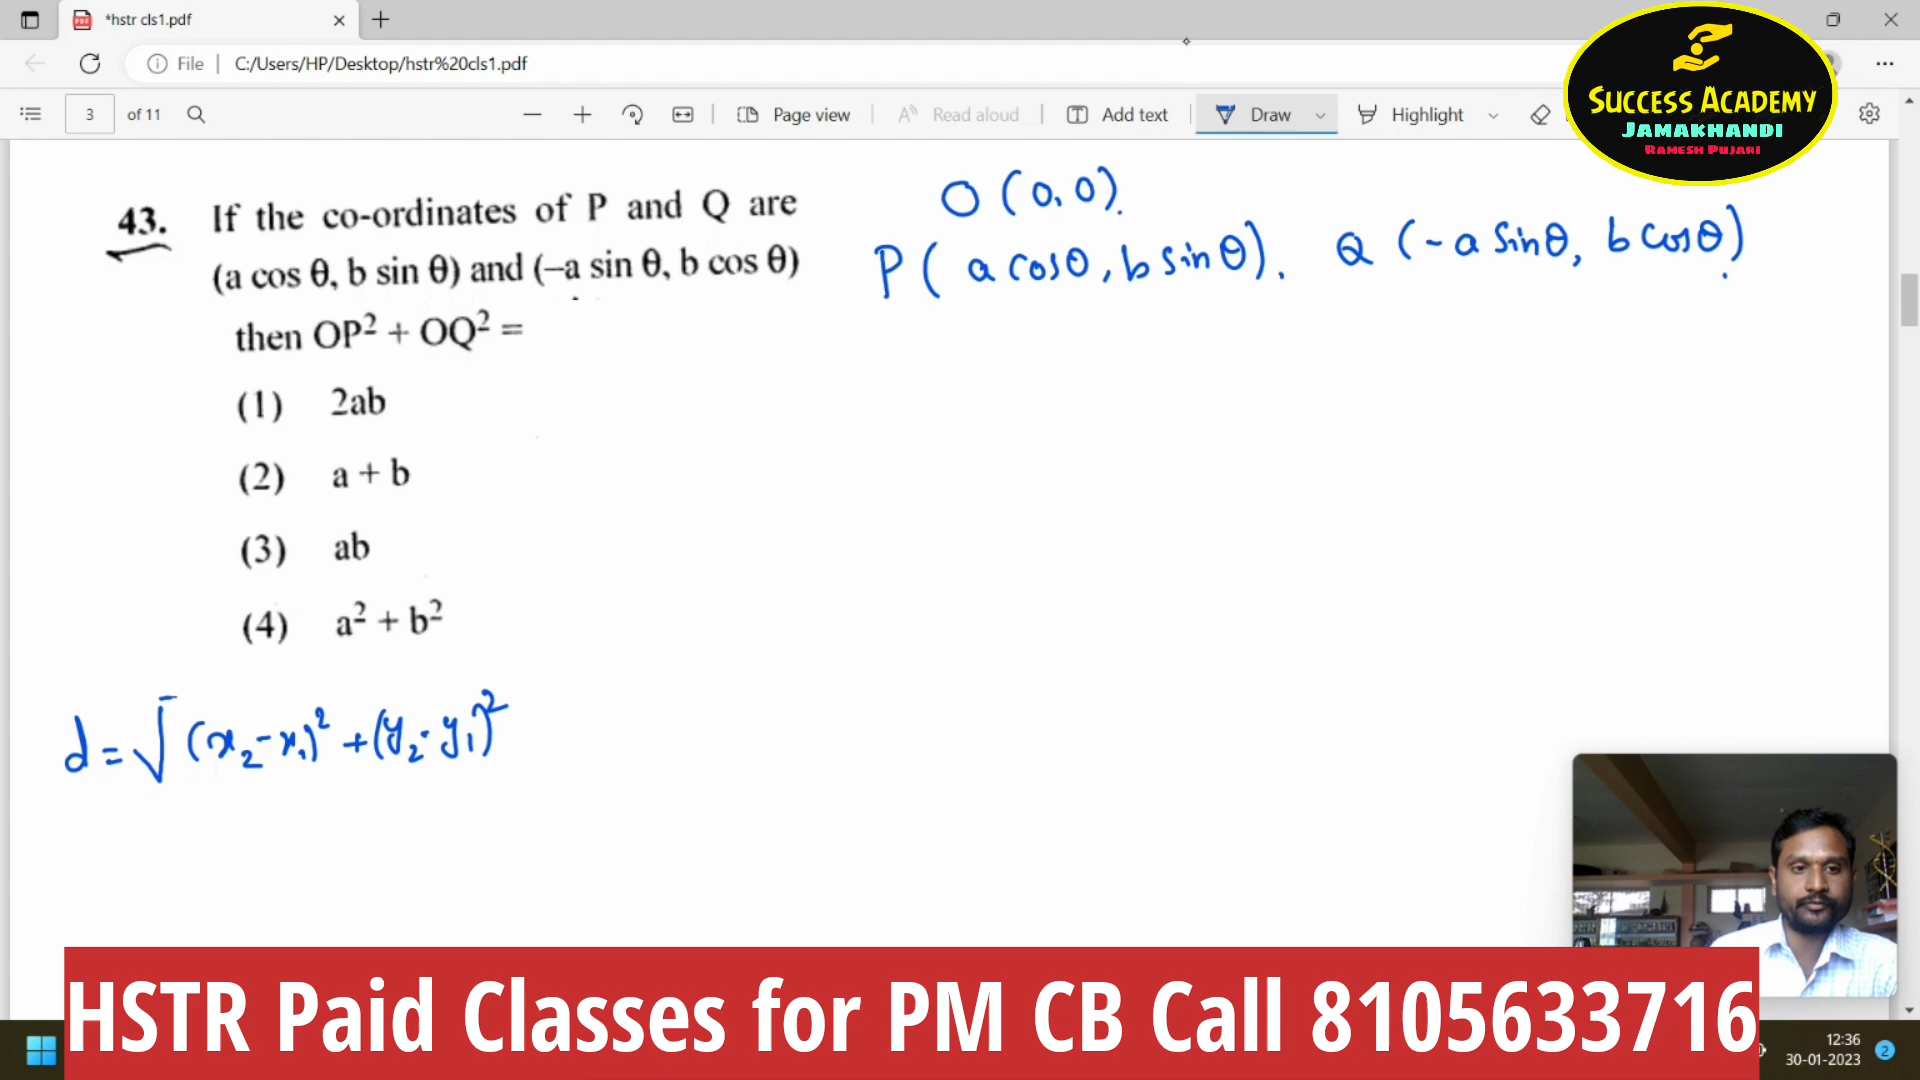 *hstr cls1.pdf
File | C:/Users/HP/Desktop/hstr%20cls1.pdf
3 of 11 Page view Read aloud Add text Draw Highlight
SUCCESS ACADEMY
JAMAKHANDI
RAMESH PUJARI
43. If the co-ordinates of P and Q are
(a cos θ, b sin θ) and (–a sin θ, b cos θ)
then OP² + OQ² =
(1) 2ab
(2) a + b
(3) ab
(4) a² + b²
O (0,0).
P ( a cosθ, b sinθ). Q (-a sinθ, b cosθ)
d = √(x₂-x₁)² + (y₂-y₁)²
HSTR Paid Classes for PM CB Call 8105633716
12:36
30-01-2023
2